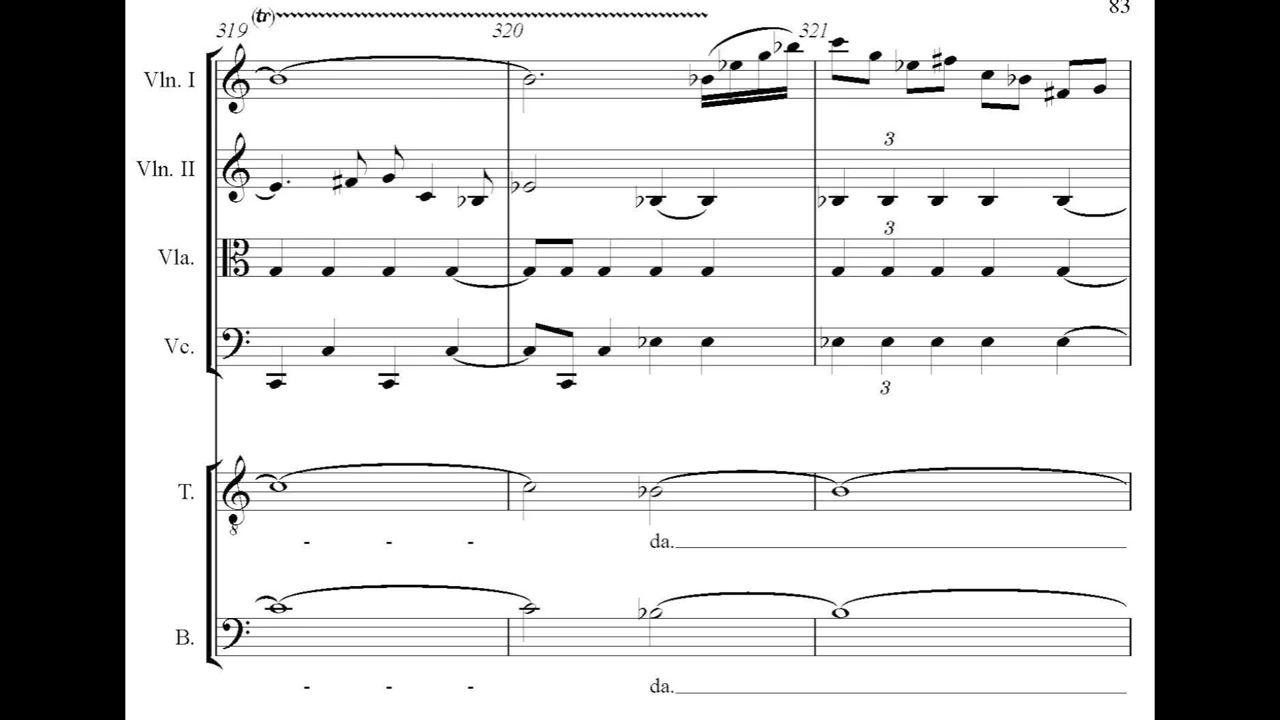 83
319 (tr) 320 321
Vln. I
3
Vln. II
3
Vla.
Vc.
3
T.
8
- - - da.
B.
- - - da.